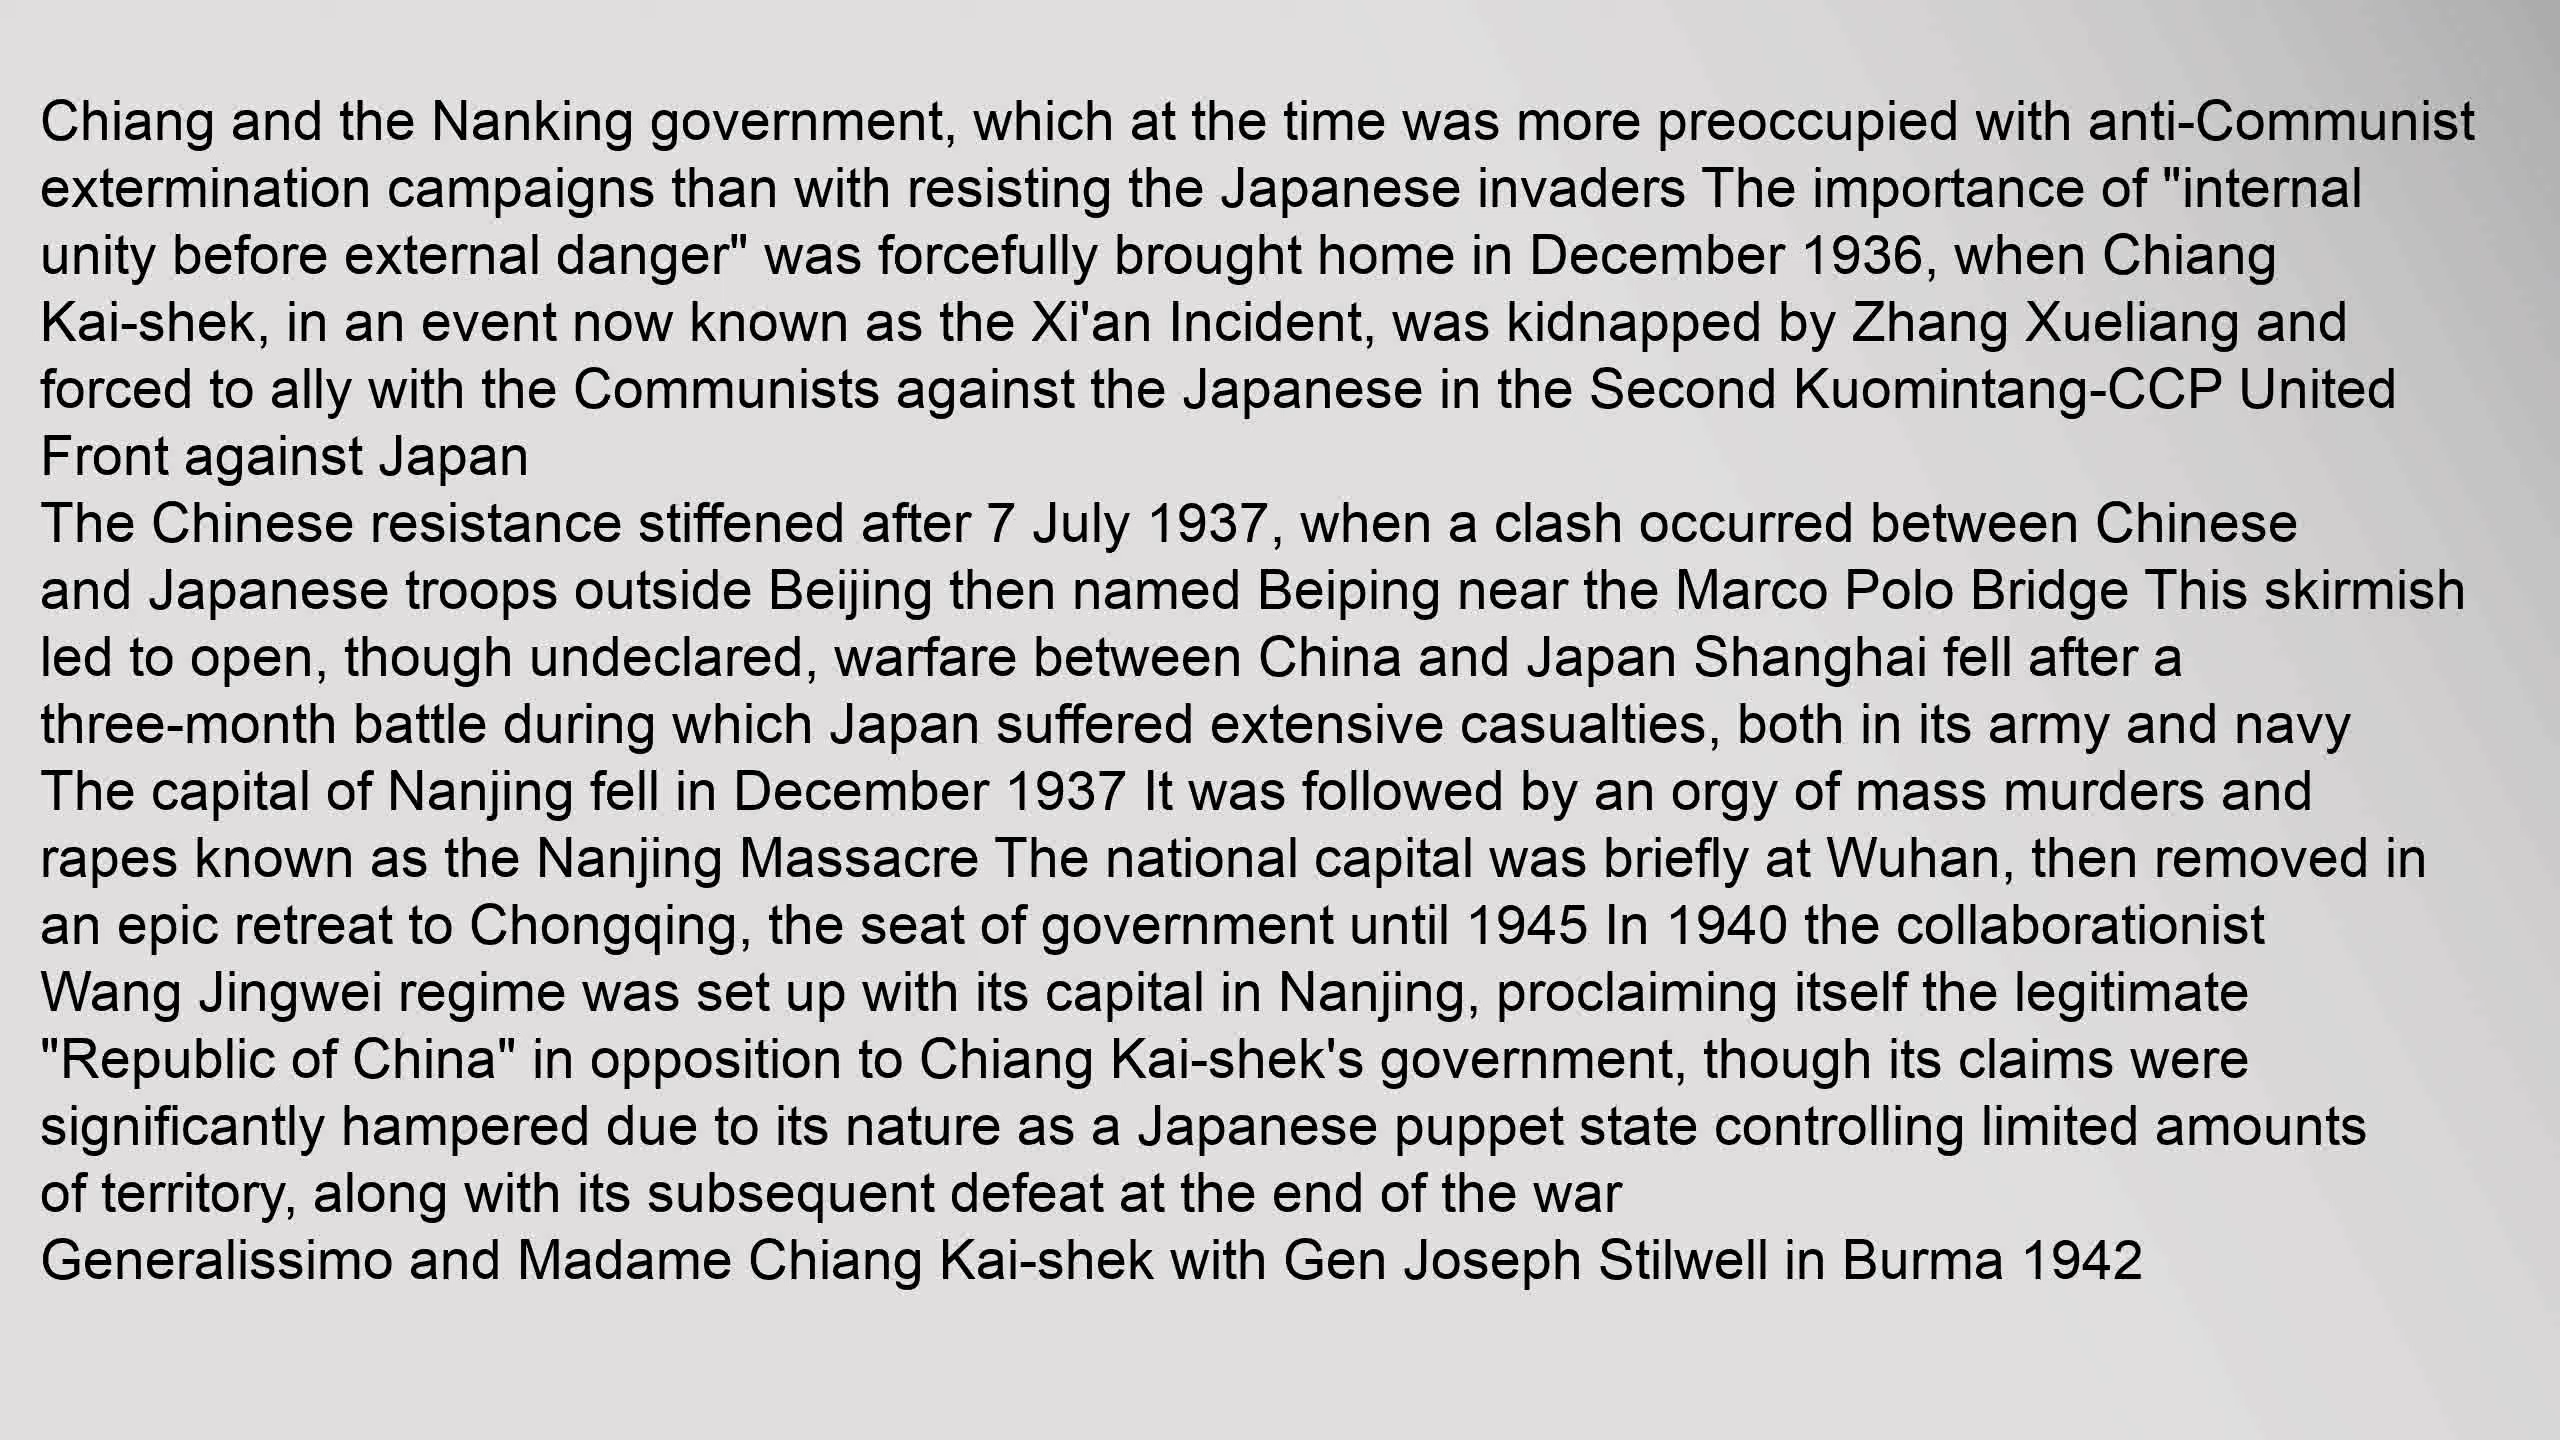 Chiang and the Nanking government, which at the time was more preoccupied with anti-Communist
extermination campaigns than with resisting the Japanese invaders The importance of "internal
unity before external danger" was forcefully brought home in December 1936, when Chiang
Kai-shek, in an event now known as the Xi'an Incident, was kidnapped by Zhang Xueliang and
forced to ally with the Communists against the Japanese in the Second Kuomintang-CCP United
Front against Japan
The Chinese resistance stiffened after 7 July 1937, when a clash occurred between Chinese
and Japanese troops outside Beijing then named Beiping near the Marco Polo Bridge This skirmish
led to open, though undeclared, warfare between China and Japan Shanghai fell after a
three-month battle during which Japan suffered extensive casualties, both in its army and navy
The capital of Nanjing fell in December 1937 It was followed by an orgy of mass murders and
rapes known as the Nanjing Massacre The national capital was briefly at Wuhan, then removed in
an epic retreat to Chongqing, the seat of government until 1945 In 1940 the collaborationist
Wang Jingwei regime was set up with its capital in Nanjing, proclaiming itself the legitimate
"Republic of China" in opposition to Chiang Kai-shek's government, though its claims were
significantly hampered due to its nature as a Japanese puppet state controlling limited amounts
of territory, along with its subsequent defeat at the end of the war
Generalissimo and Madame Chiang Kai-shek with Gen Joseph Stilwell in Burma 1942